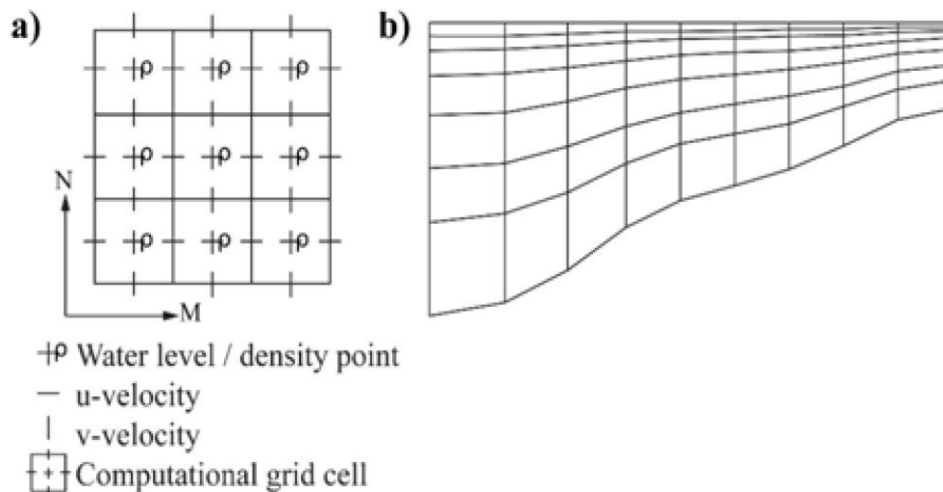 a)
b)
ρ ρ ρ
ρ ρ ρ
N
ρ ρ ρ
M
ρ Water level / density point
u-velocity
v-velocity
Computational grid cell